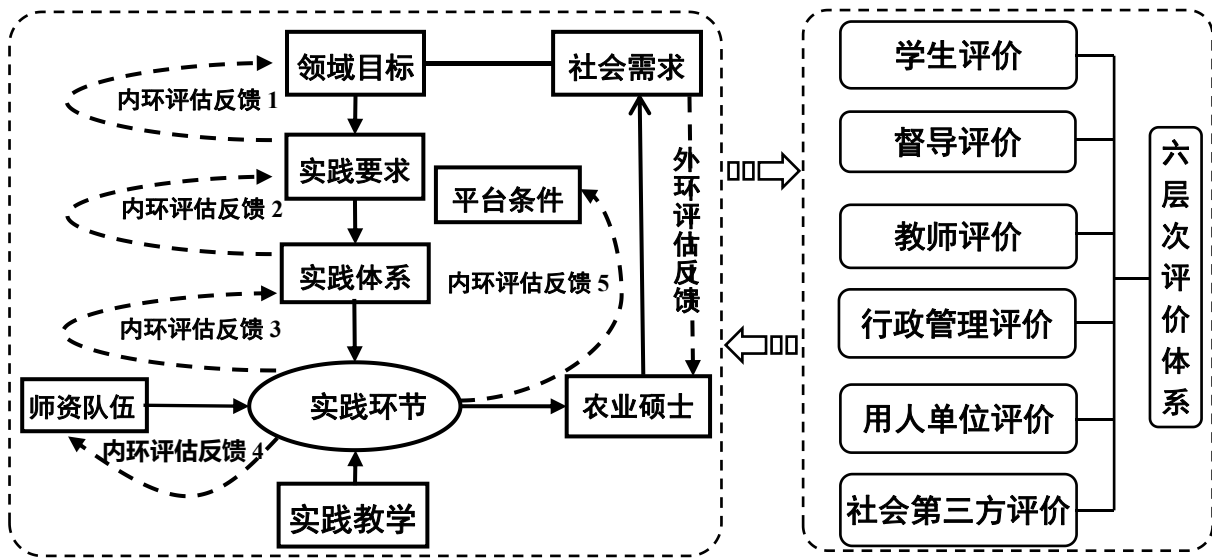 领域目标
社会需求
内环评估反馈 1
实践要求
内环评估反馈 2
平台条件
外环评估反馈
实践体系
内环评估反馈 5
内环评估反馈 3
师资队伍
实践环节
农业硕士
内环评估反馈 4
实践教学
学生评价
督导评价
教师评价
行政管理评价
用人单位评价
社会第三方评价
六层次评价体系